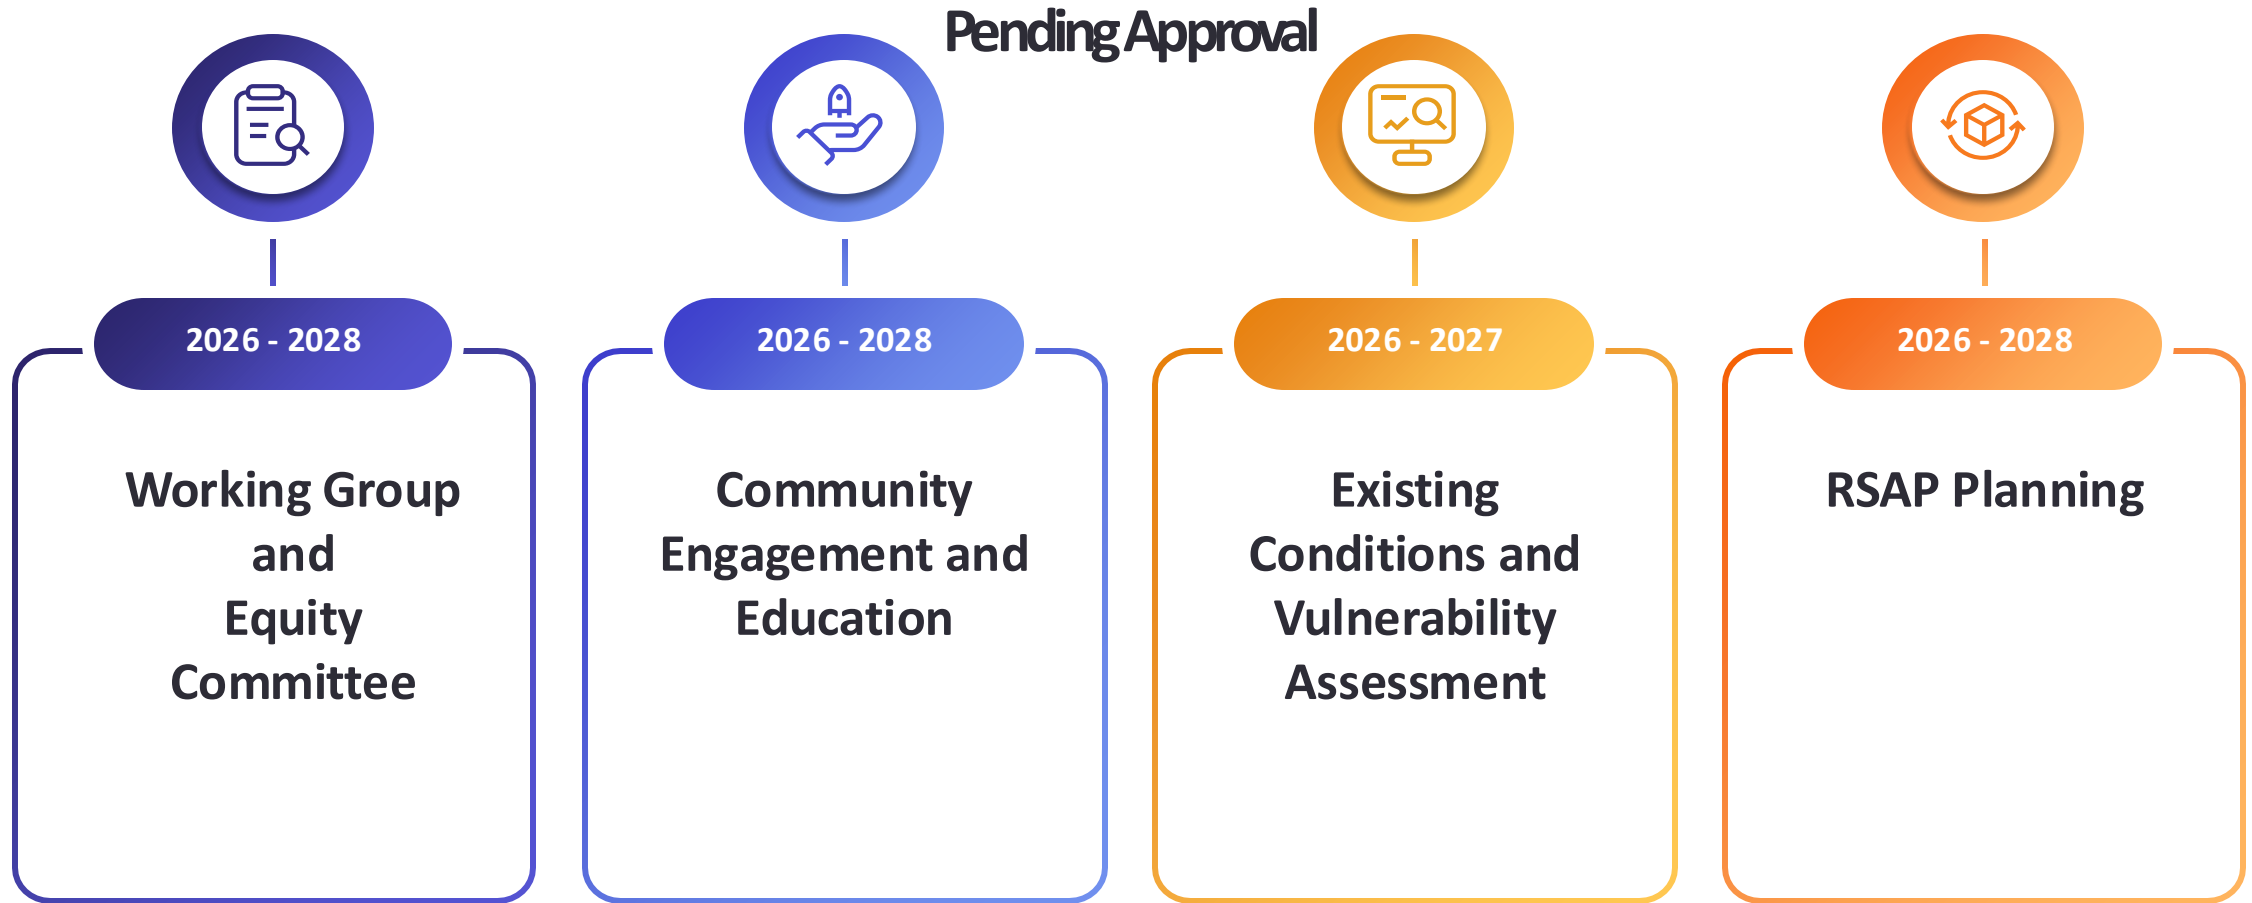 Pending Approval
2026 - 2028
Working Group
and
Equity
Committee
2026 - 2028
Community
Engagement and
Education
2026 - 2027
Existing
Conditions and
Vulnerability
Assessment
2026 - 2028
RSAP Planning